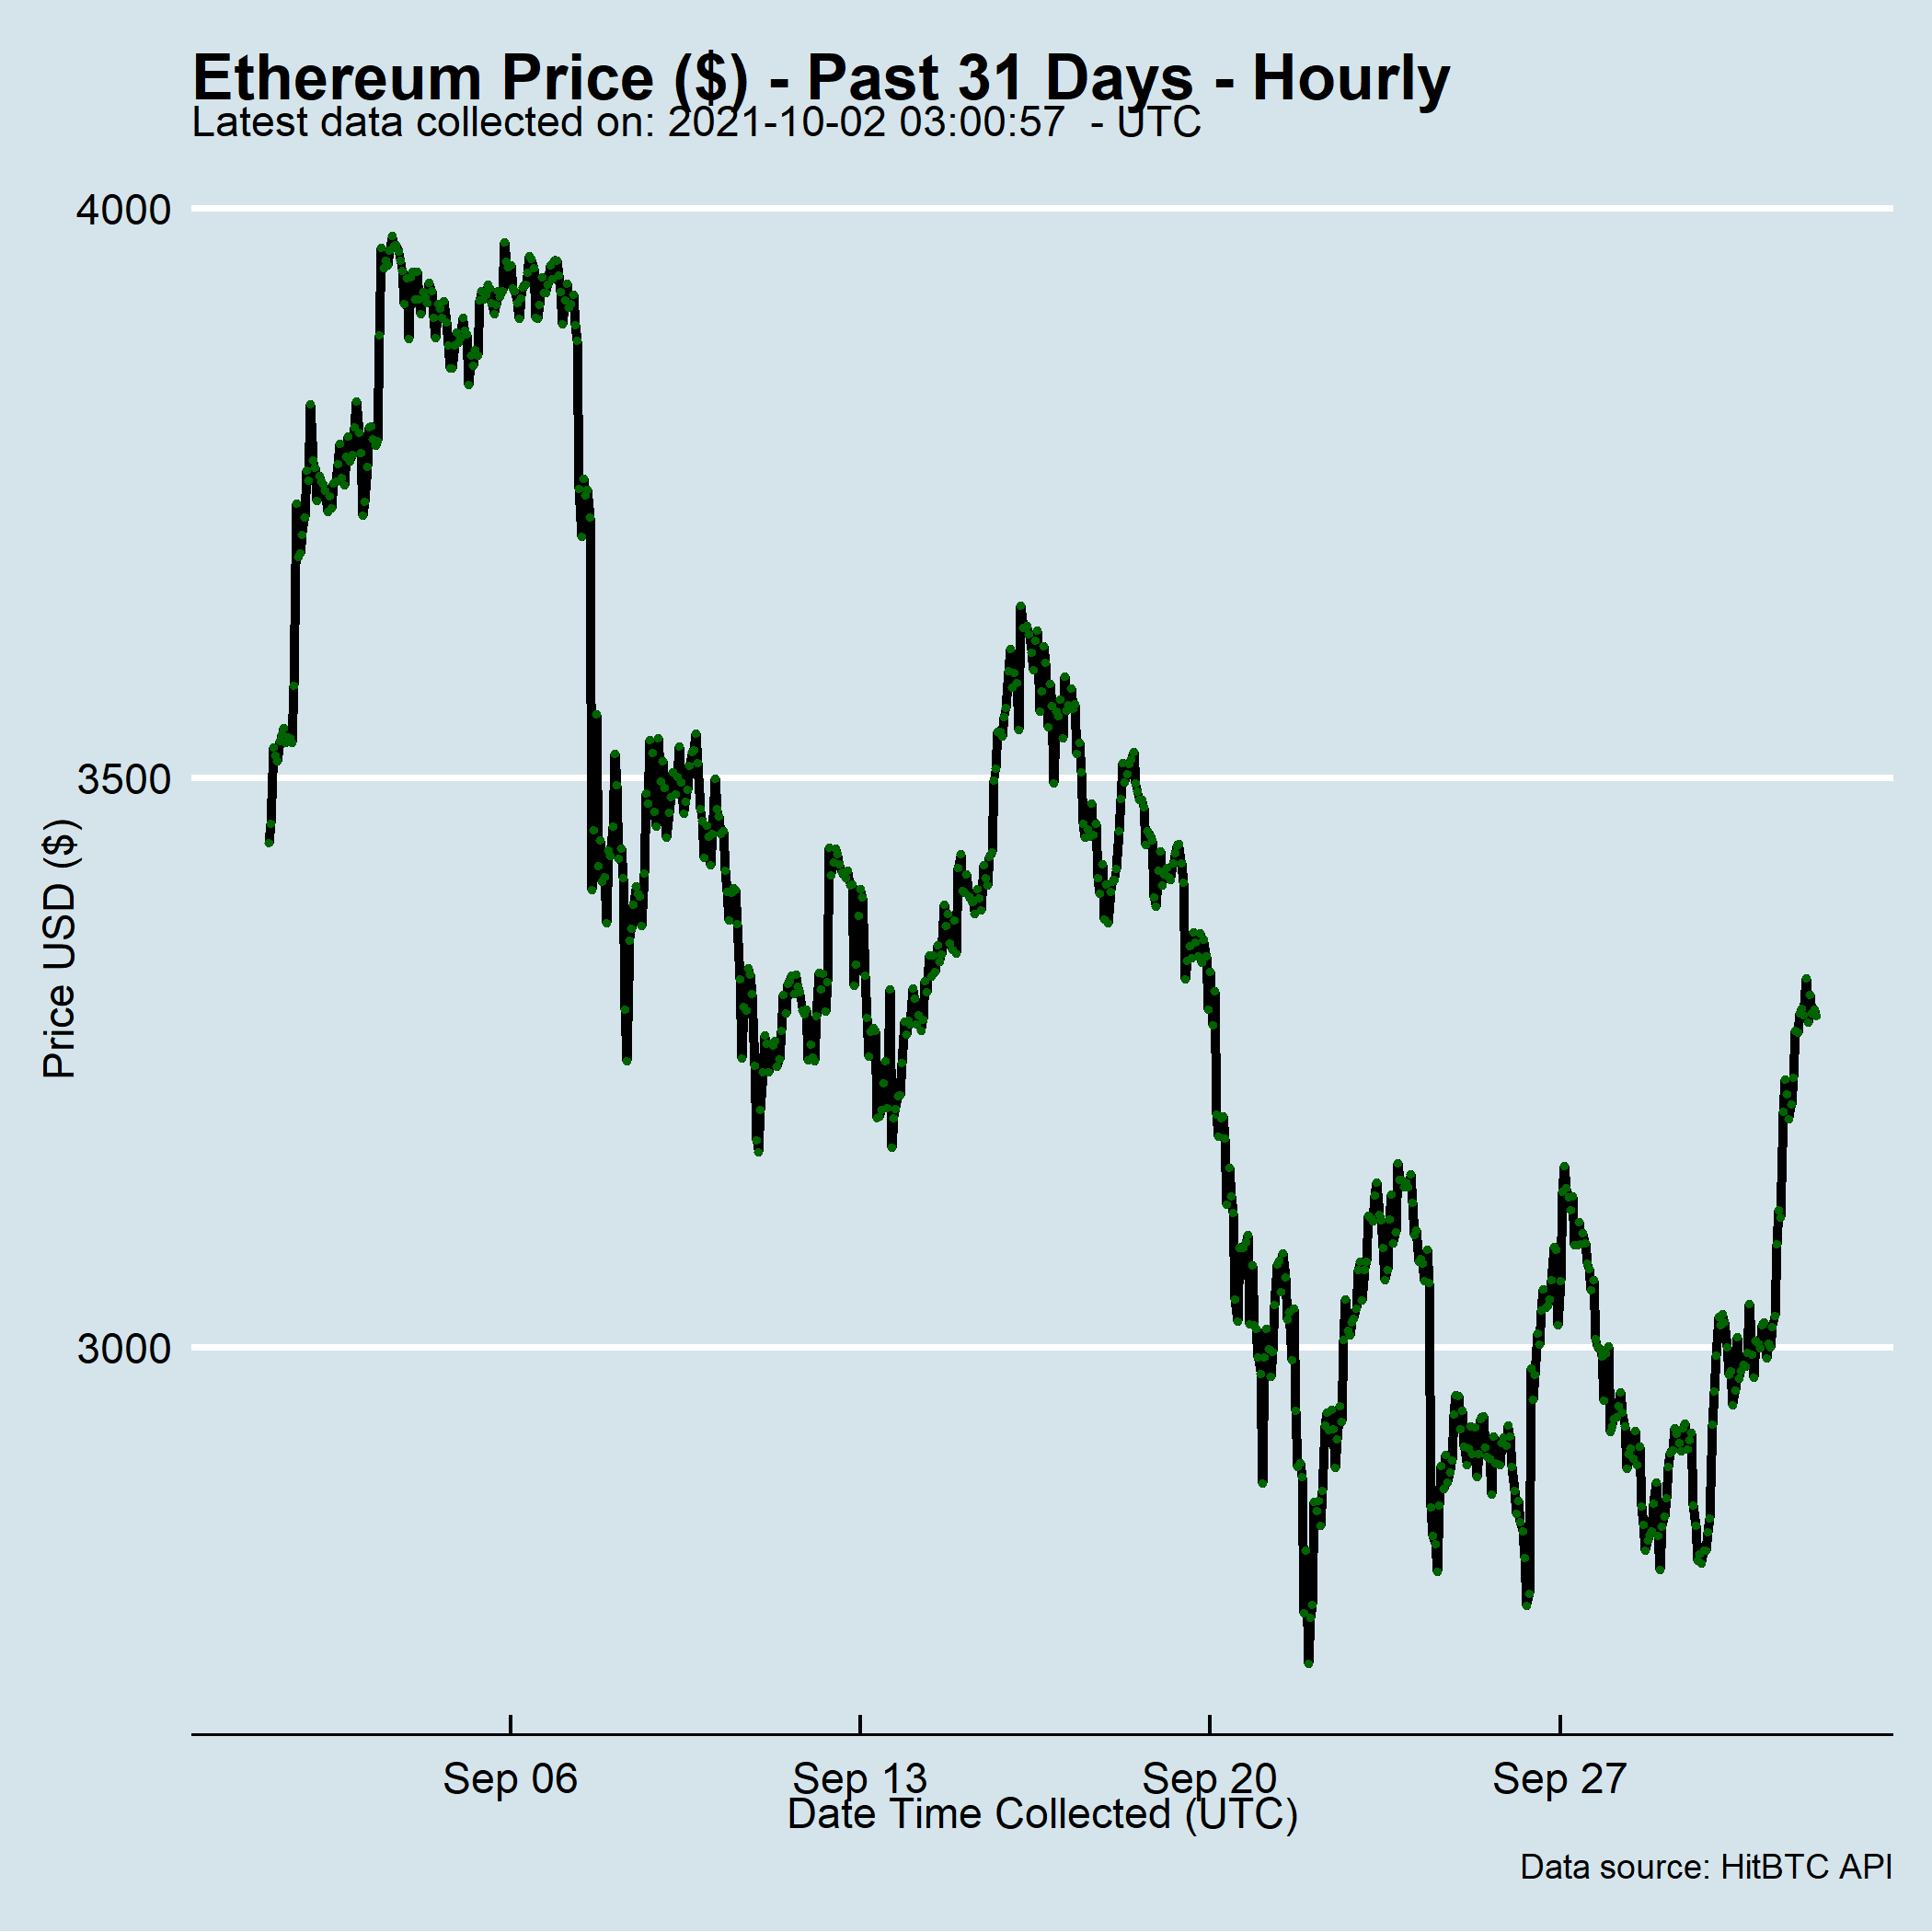 Ethereum Price ($) - Past 31 Days - Hourly
Latest data collected on: 2021-10-02 03:00:57  - UTC
4000
3500
3000
Price USD ($)
Sep 06
Sep 13
Sep 20
Sep 27
Date Time Collected (UTC)
Data source: HitBTC API